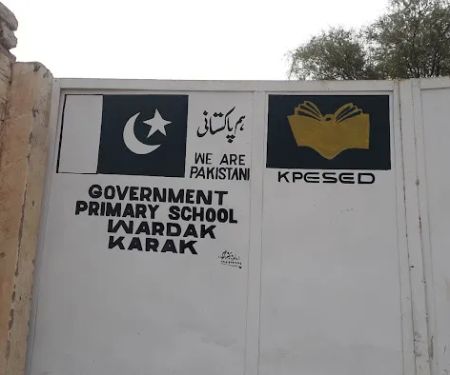 ہم پاکستانی
WE ARE
PAKISTANI
KPESED
GOVERNMENT
PRIMARY SCHOOL
WARDAK
KARAK